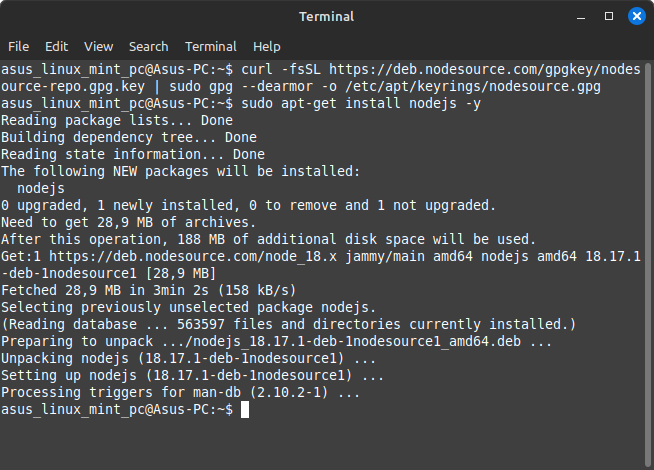 Terminal
File Edit View Search Terminal Help
asus_linux_mint_pc@Asus-PC:~$ curl -fsSL https://deb.nodesource.com/gpgkey/nodes
ource-repo.gpg.key | sudo gpg --dearmor -o /etc/apt/keyrings/nodesource.gpg
asus_linux_mint_pc@Asus-PC:~$ sudo apt-get install nodejs -y
Reading package lists... Done
Building dependency tree... Done
Reading state information... Done
The following NEW packages will be installed:
  nodejs
0 upgraded, 1 newly installed, 0 to remove and 1 not upgraded.
Need to get 28,9 MB of archives.
After this operation, 188 MB of additional disk space will be used.
Get:1 https://deb.nodesource.com/node_18.x jammy/main amd64 nodejs amd64 18.17.1
-deb-1nodesource1 [28,9 MB]
Fetched 28,9 MB in 3min 2s (158 kB/s)
Selecting previously unselected package nodejs.
(Reading database ... 563597 files and directories currently installed.)
Preparing to unpack .../nodejs_18.17.1-deb-1nodesource1_amd64.deb ...
Unpacking nodejs (18.17.1-deb-1nodesource1) ...
Setting up nodejs (18.17.1-deb-1nodesource1) ...
Processing triggers for man-db (2.10.2-1) ...
asus_linux_mint_pc@Asus-PC:~$